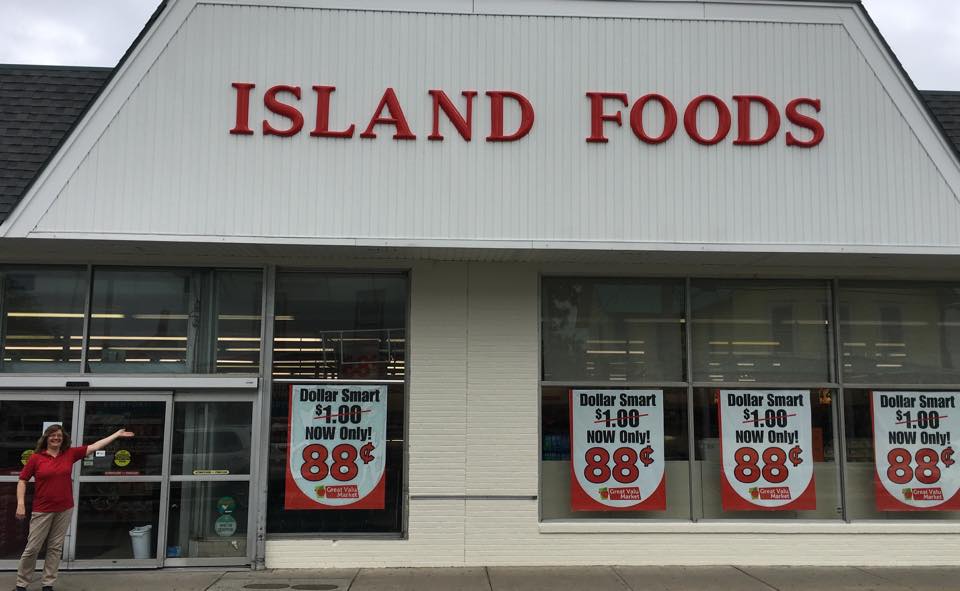 ISLAND FOODS
Dollar Smart
$1.00
NOW Only!
88¢
Great Valu
Market
Dollar Smart
$1.00
NOW Only!
88¢
Great Valu
Market
Dollar Smart
$1.00
NOW Only!
88¢
Great Valu
Market
Dollar Smart
$1.00
NOW Only!
88¢
Great Valu
Market